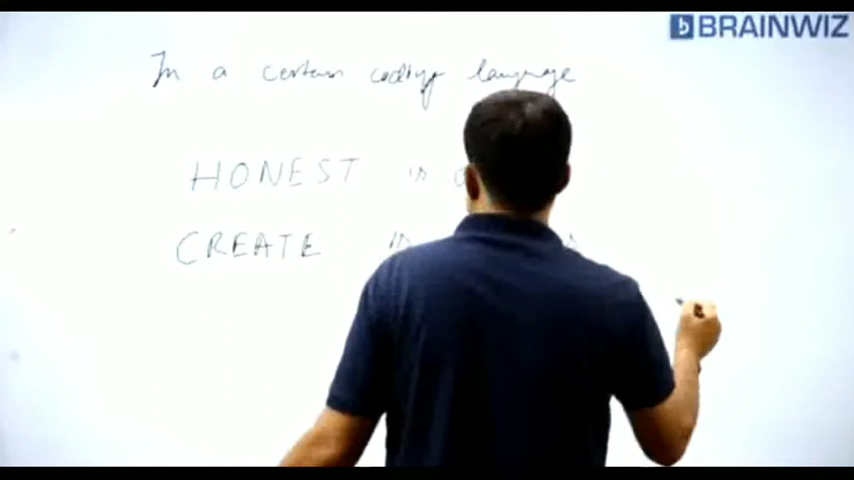 BRAINWIZ
In a certain coding language
HONEST is
CREATE is